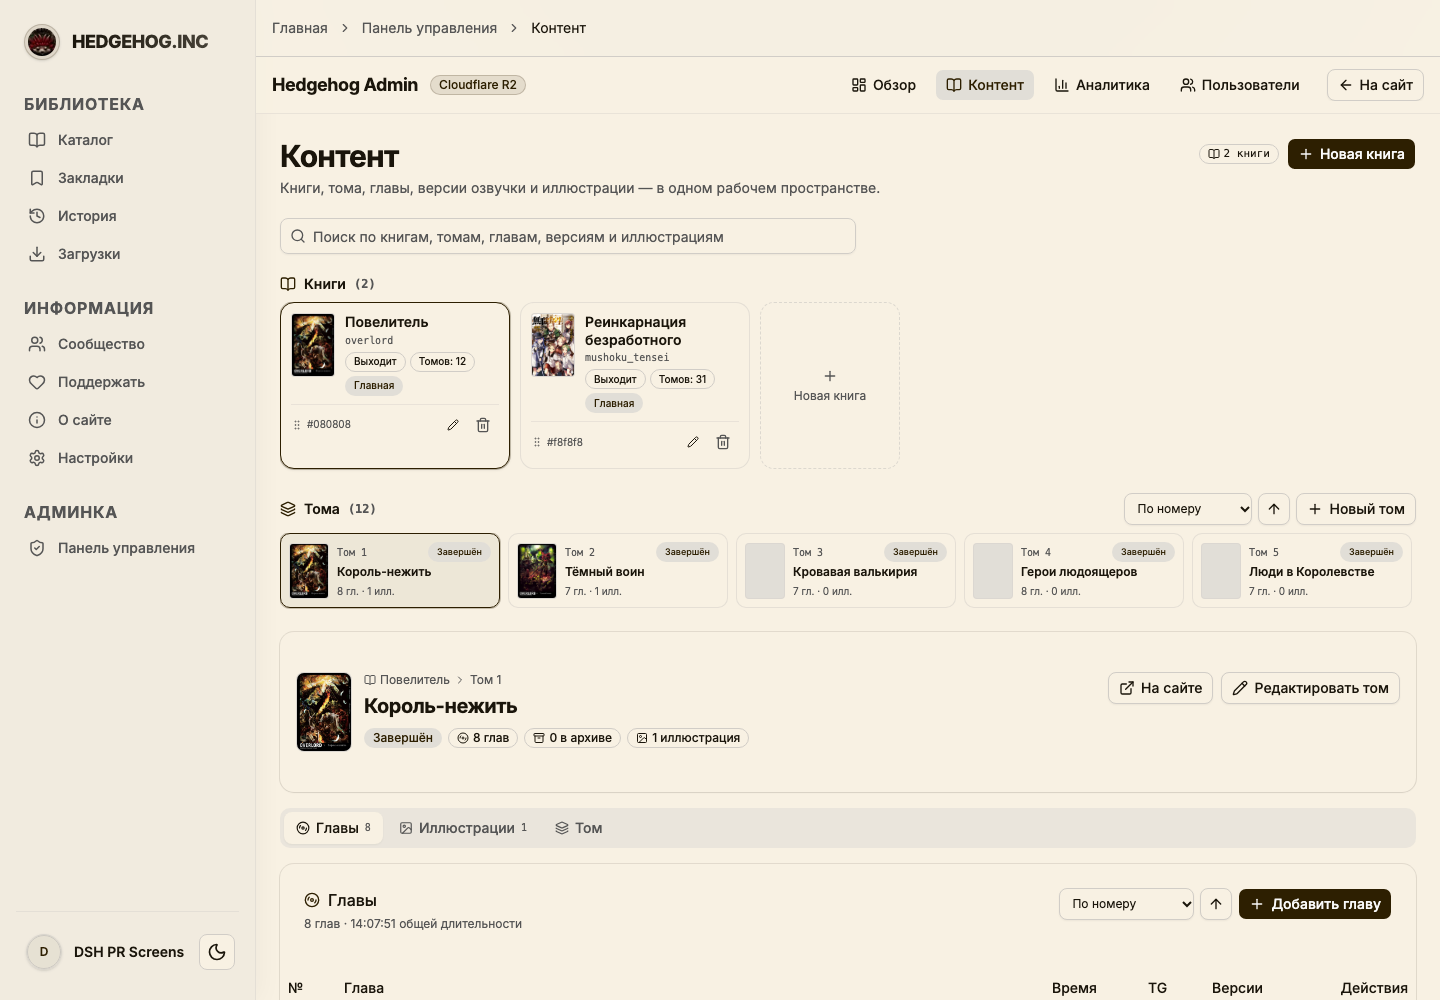 HEDGEHOG.INC
БИБЛИОТЕКА
Каталог
Закладки
История
Загрузки
ИНФОРМАЦИЯ
Сообщество
Поддержать
О сайте
Настройки
АДМИНКА
Панель управления
D
DSH PR Screens
Главная > Панель управления > Контент
Hedgehog Admin
Cloudflare R2
Обзор
Контент
Аналитика
Пользователи
На сайт
Контент
2 книги
+ Новая книга
Книги, тома, главы, версии озвучки и иллюстрации — в одном рабочем пространстве.
Поиск по книгам, томам, главам, версиям и иллюстрациям
Книги (2)
Повелитель
overlord
Выходит
Томов: 12
Главная
#080808
Реинкарнация
безработного
mushoku_tensei
Выходит
Томов: 31
Главная
#f8f8f8
+
Новая книга
Тома (12)
По номеру
+ Новый том
Том 1
Завершён
Король-нежить
8 гл. · 1 илл.
Том 2
Завершён
Тёмный воин
7 гл. · 1 илл.
Том 3
Завершён
Кровавая валькирия
7 гл. · 0 илл.
Том 4
Завершён
Герои людоящеров
8 гл. · 0 илл.
Том 5
Завершён
Люди в Королевстве
7 гл. · 0 илл.
OVERLORD
Повелитель > Том 1
Король-нежить
Завершён
8 глав
0 в архиве
1 иллюстрация
На сайте
Редактировать том
Главы 8
Иллюстрации 1
Том
Главы
8 глав · 14:07:51 общей длительности
По номеру
+ Добавить главу
№ Глава Время TG Версии Действия